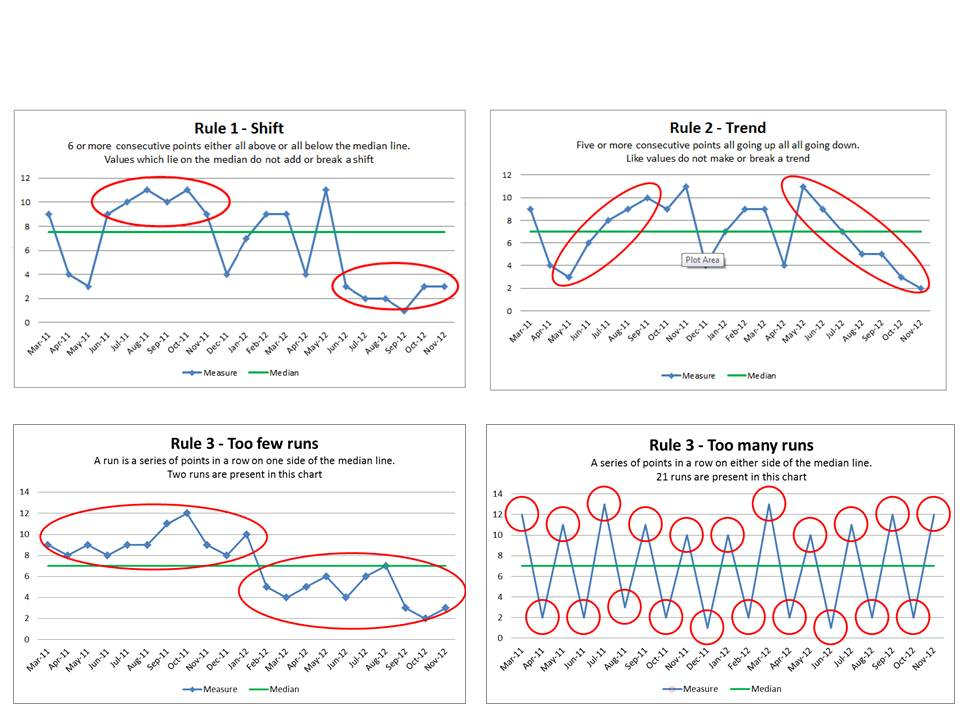 Rule 1 - Shift
6 or more consecutive points either all above or all below the median line.
Values which lie on the median do not add or break a shift
12
10
8
6
4
2
0
Mar-11 Apr-11 May-11 Jun-11 Jul-11 Aug-11 Sep-11 Oct-11 Nov-11 Dec-11 Jan-12 Feb-12 Mar-12 Apr-12 May-12 Jun-12 Jul-12 Aug-12 Sep-12 Oct-12 Nov-12
Measure Median
Rule 2 - Trend
Five or more consecutive points all going up all all going down.
Like values do not make or break a trend
12
10
8
6
4
2
0
Plot Area
Mar-11 Apr-11 May-11 Jun-11 Jul-11 Aug-11 Sep-11 Oct-11 Nov-11 Dec-11 Jan-12 Feb-12 Mar-12 Apr-12 May-12 Jun-12 Jul-12 Aug-12 Sep-12 Oct-12 Nov-12
Measure Median
Rule 3 - Too few runs
A run is a series of points in a row on one side of the median line.
Two runs are present in this chart
14
12
10
8
6
4
2
0
Mar-11 Apr-11 May-11 Jun-11 Jul-11 Aug-11 Sep-11 Oct-11 Nov-11 Dec-11 Jan-12 Feb-12 Mar-12 Apr-12 May-12 Jun-12 Jul-12 Aug-12 Sep-12 Oct-12 Nov-12
Measure Median
Rule 3 - Too many runs
A series of points in a row on either side of the median line.
21 runs are present in this chart
14
12
10
8
6
4
2
0
Mar-11 Apr-11 May-11 Jun-11 Jul-11 Aug-11 Sep-11 Oct-11 Nov-11 Dec-11 Jan-12 Feb-12 Mar-12 Apr-12 May-12 Jun-12 Jul-12 Aug-12 Sep-12 Oct-12 Nov-12
Measure Median